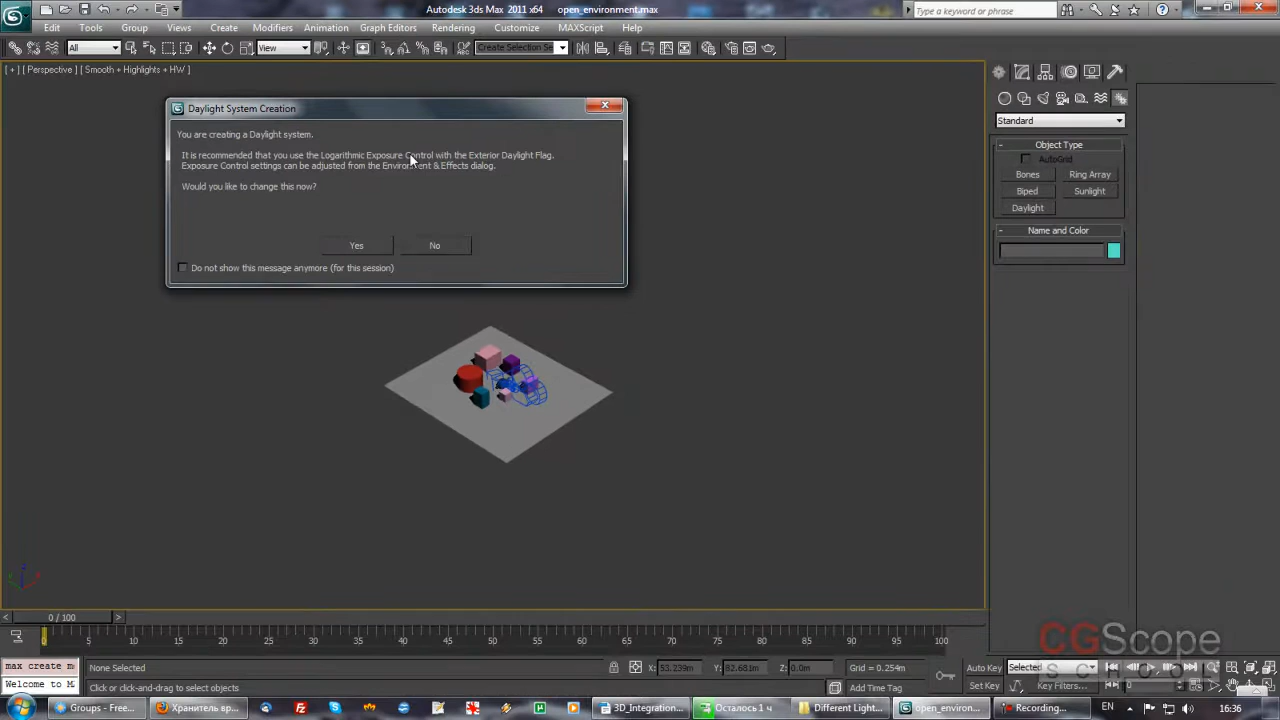 Autodesk 3ds Max 2011 x64 open_environment.max
Type a keyword or phrase
Edit Tools Group Views Create Modifiers Animation Graph Editors Rendering Customize MAXScript Help
All View Create Selection Se
[ + ] [ Perspective ] [ Smooth + Highlights + HW ]
Daylight System Creation
You are creating a Daylight system.
It is recommended that you use the Logarithmic Exposure Control with the Exterior Daylight Flag.
Exposure Control settings can be adjusted from the Environment & Effects dialog.
Would you like to change this now?
Yes No
Do not show this message anymore (for this session)
Standard
- Object Type
AutoGrid
Bones Ring Array
Biped Sunlight
Daylight
- Name and Color
< 0 / 100 >
0 5 10 15 20 25 30 35 40 45 50 55 60 65 70 75 80 85 90 95 100
max create m None Selected X: 53.239m Y: 82.681m Z: 0.0m Grid = 0.254m Auto Key Selected
Welcome to M Click or click-and-drag to select objects Add Time Tag Set Key Key Filters... 0
CGScope
SCHOOL
Groups - Free... Хранитель вр... 3D_Integration... Осталось 1 ч Different Light... open_environ... Recording... EN 16:36